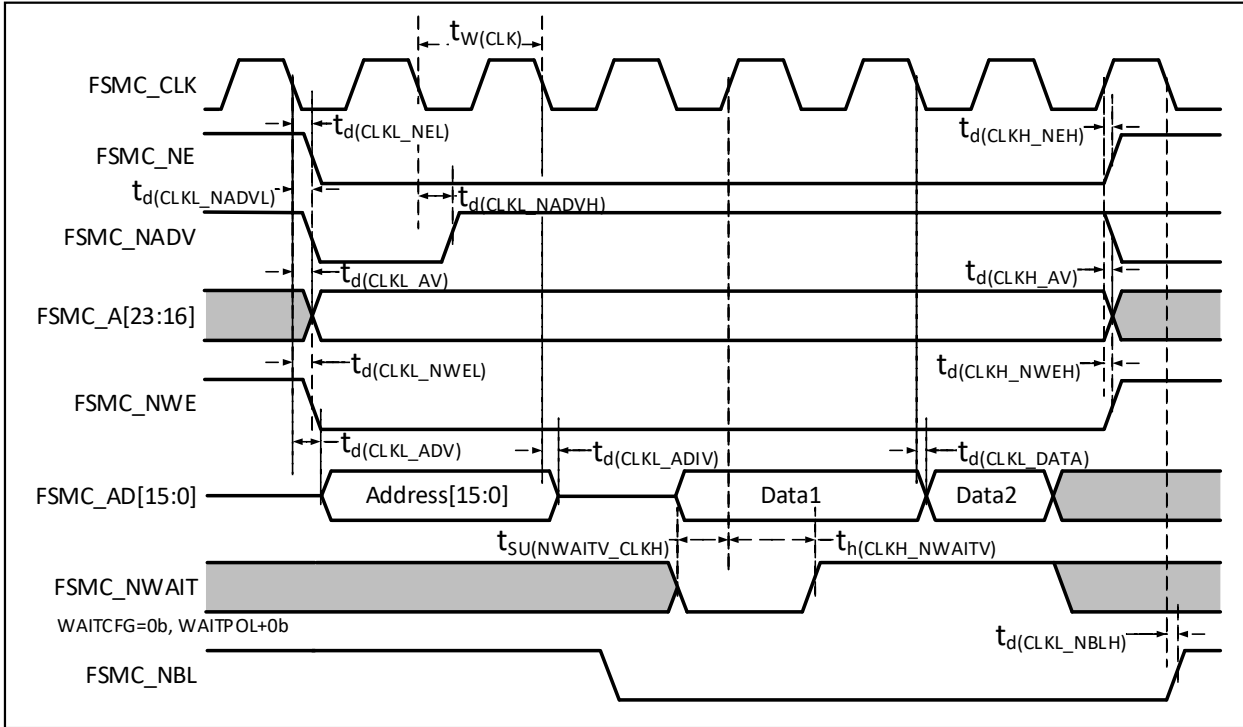 tW(CLK)
FSMC_CLK
td(CLKL_NEL)
td(CLKH_NEH)
FSMC_NE
td(CLKL_NADVL)
td(CLKL_NADVH)
FSMC_NADV
td(CLKL_AV)
td(CLKH_AV)
FSMC_A[23:16]
td(CLKL_NWEL)
td(CLKH_NWEH)
FSMC_NWE
td(CLKL_ADV)
td(CLKL_ADIV)
td(CLKL_DATA)
FSMC_AD[15:0]
Address[15:0]
Data1
Data2
tSU(NWAITV_CLKH)
th(CLKH_NWAITV)
FSMC_NWAIT
WAITCFG=0b, WAITPOL+0b
td(CLKL_NBLH)
FSMC_NBL